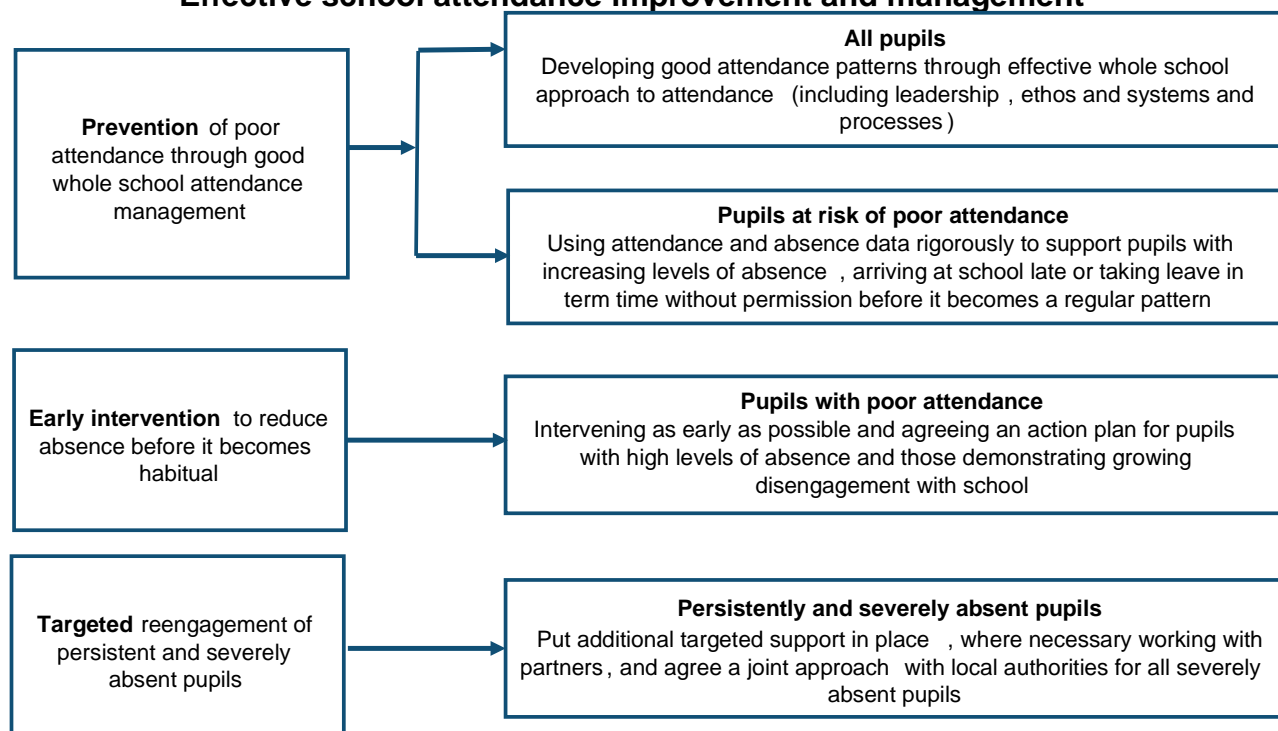 Effective school attendance improvement and management
Prevention of poor
attendance through good
whole school attendance
management
All pupils
Developing good attendance patterns through effective whole school
approach to attendance (including leadership, ethos and systems and
processes)
Pupils at risk of poor attendance
Using attendance and absence data rigorously to support pupils with
increasing levels of absence, arriving at school late or taking leave in
term time without permission before it becomes a regular pattern
Early intervention to reduce
absence before it becomes
habitual
Pupils with poor attendance
Intervening as early as possible and agreeing an action plan for pupils
with high levels of absence and those demonstrating growing
disengagement with school
Targeted reengagement of
persistent and severely
absent pupils
Persistently and severely absent pupils
Put additional targeted support in place, where necessary working with
partners, and agree a joint approach with local authorities for all severely
absent pupils